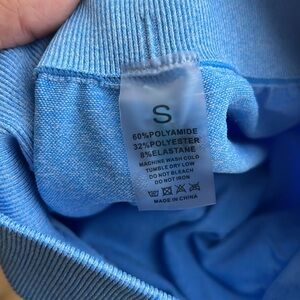 S
60%POLYAMIDE
32%POLYESTER
8%ELASTANE
MACHINE WASH COLD
TUMBLE DRY LOW
DO NOT BLEACH
DO NOT IRON
MADE IN CHINA